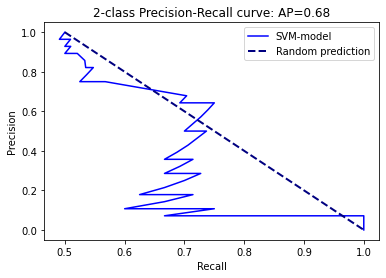 2-class Precision-Recall curve: AP=0.68
SVM-model
Random prediction
Precision
1.0
0.8
0.6
0.4
0.2
0.0
0.5 0.6 0.7 0.8 0.9 1.0
Recall